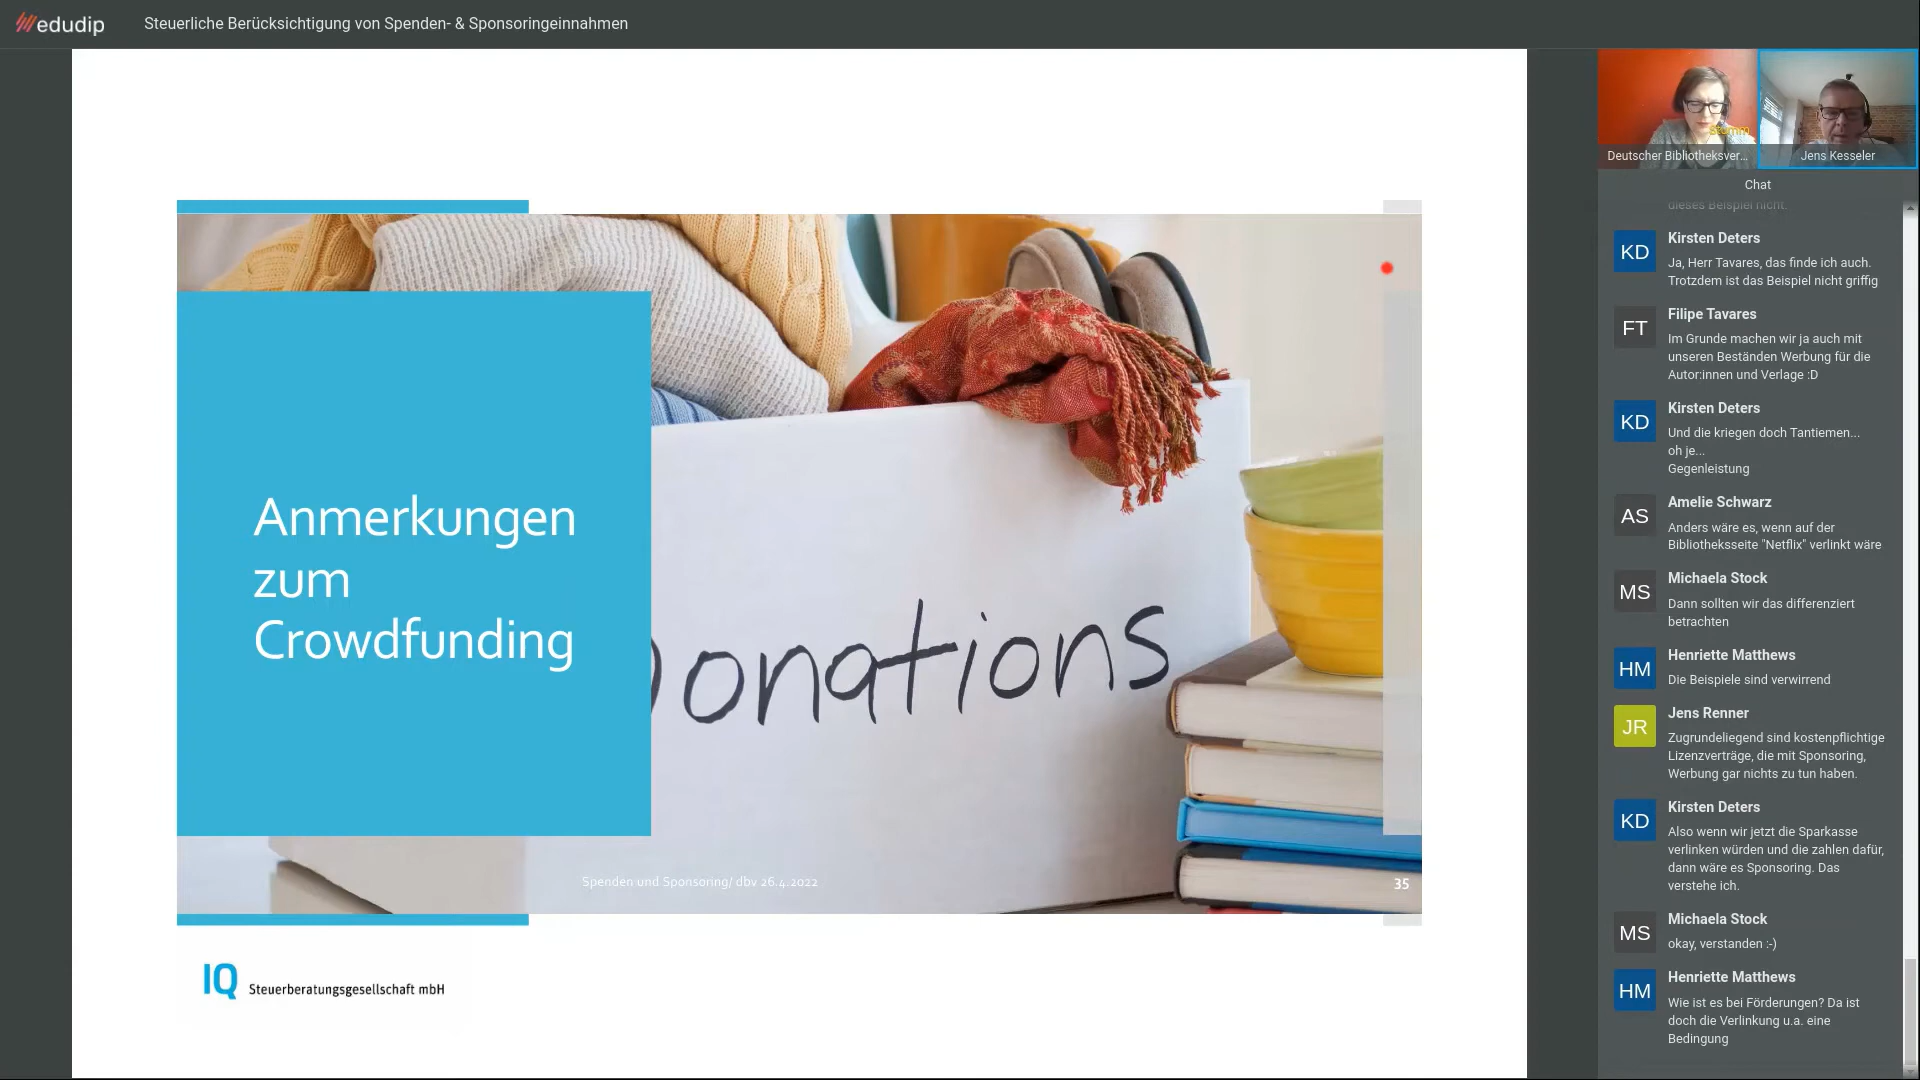 edudip
Steuerliche Berücksichtigung von Spenden- & Sponsoringeinnahmen
Anmerkungen
zum
Crowdfunding
Donations
Spenden und Sponsoring/ dbv 26.4.2022
35
IQ Steuerberatungsgesellschaft mbH
Stumm
Deutscher Bibliotheksver...
Jens Kesseler
Chat
dieses Beispiel nicht.
KD
Kirsten Deters
Ja, Herr Tavares, das finde ich auch.
Trotzdem ist das Beispiel nicht griffig
FT
Filipe Tavares
Im Grunde machen wir ja auch mit
unseren Beständen Werbung für die
Autor:innen und Verlage :D
KD
Kirsten Deters
Und die kriegen doch Tantiemen...
oh je...
Gegenleistung
AS
Amelie Schwarz
Anders wäre es, wenn auf der
Bibliotheksseite "Netflix" verlinkt wäre
MS
Michaela Stock
Dann sollten wir das differenziert
betrachten
HM
Henriette Matthews
Die Beispiele sind verwirrend
JR
Jens Renner
Zugrundeliegend sind kostenpflichtige
Lizenzverträge, die mit Sponsoring,
Werbung gar nichts zu tun haben.
KD
Kirsten Deters
Also wenn wir jetzt die Sparkasse
verlinken würden und die zahlen dafür,
dann wäre es Sponsoring. Das
verstehe ich.
MS
Michaela Stock
okay, verstanden :-)
HM
Henriette Matthews
Wie ist es bei Förderungen? Da ist
doch die Verlinkung u.a. eine
Bedingung